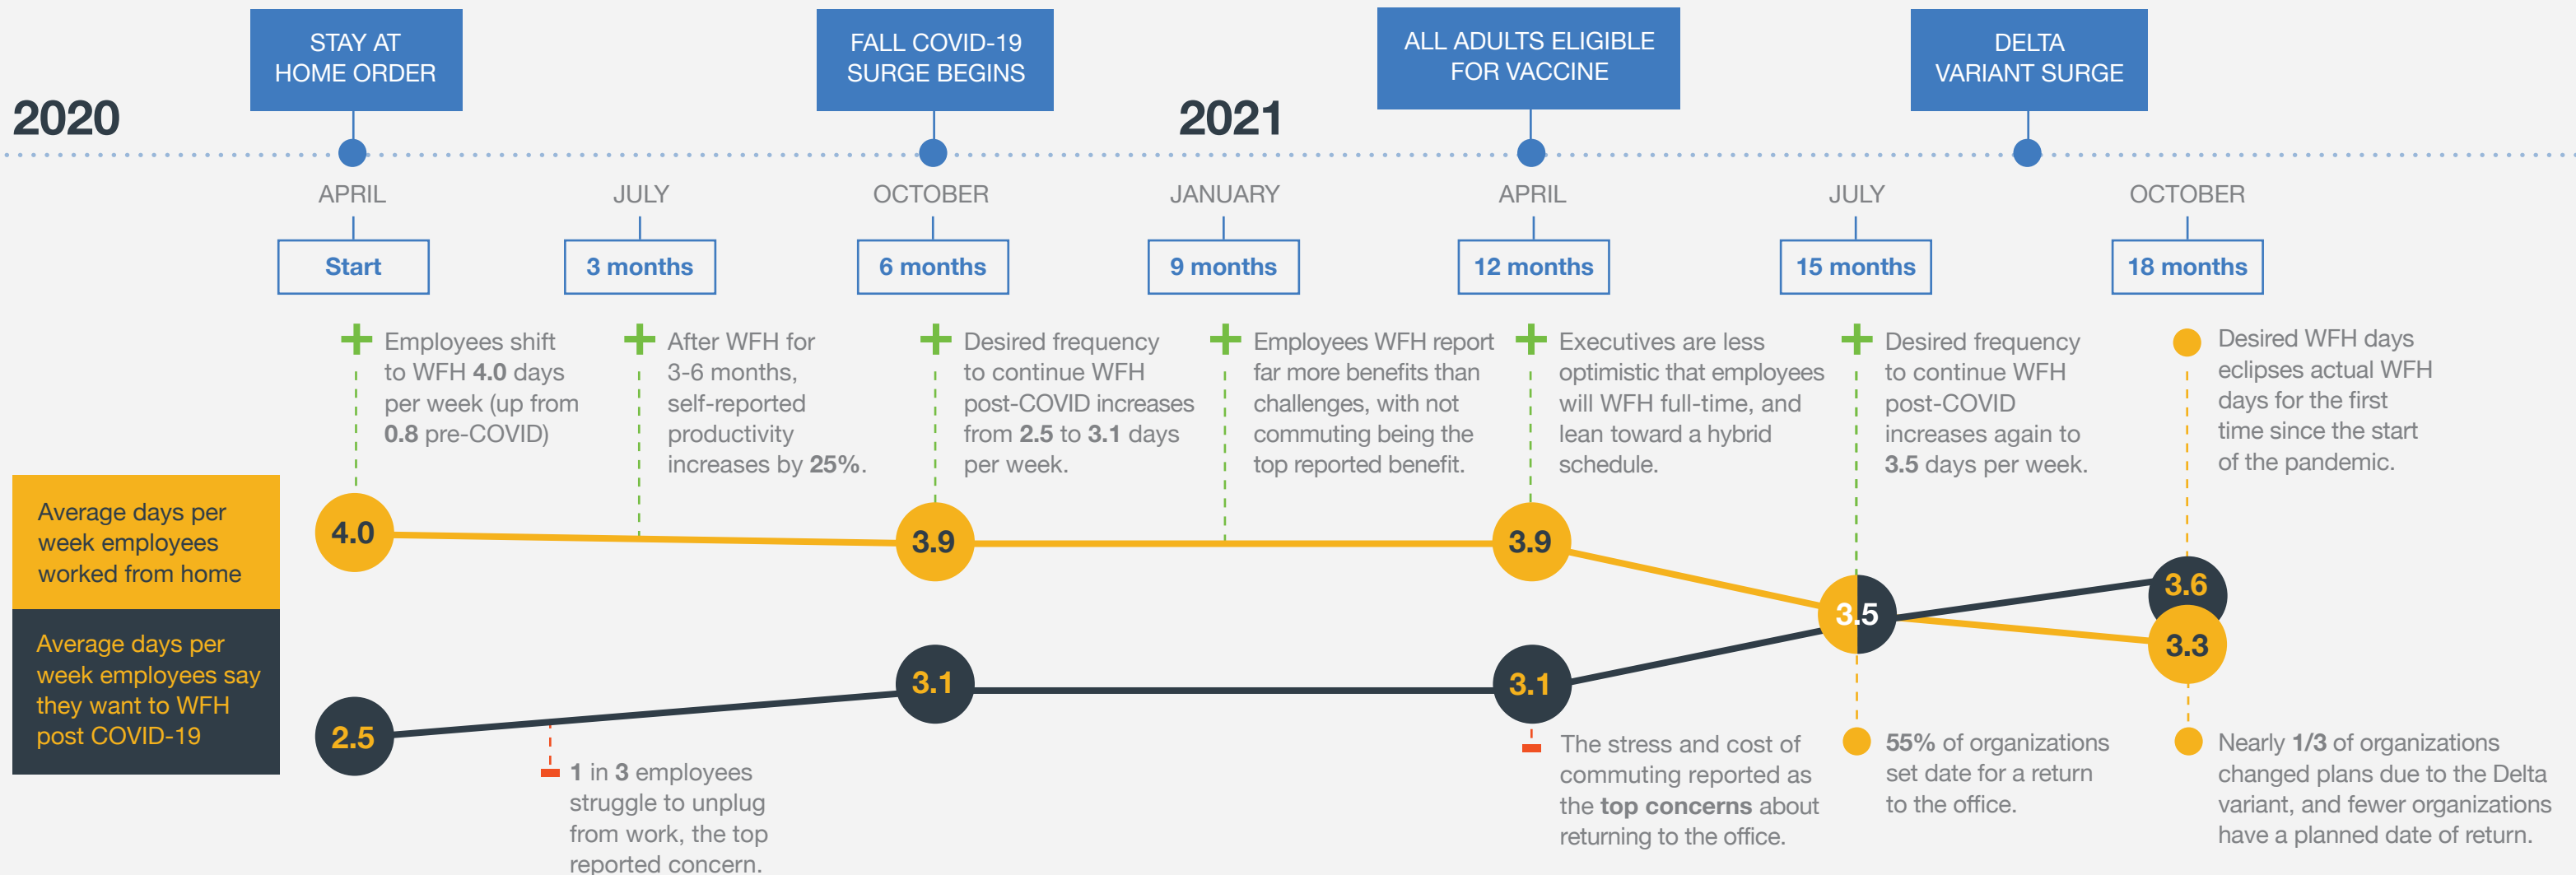 STAY AT
HOME ORDER
FALL COVID-19
SURGE BEGINS
ALL ADULTS ELIGIBLE
FOR VACCINE
DELTA
VARIANT SURGE
2020
2021
APRIL
JULY
OCTOBER
JANUARY
APRIL
JULY
OCTOBER
Start
3 months
6 months
9 months
12 months
15 months
18 months
Employees shift
to WFH 4.0 days
per week (up from
0.8 pre-COVID)
After WFH for
3-6 months,
self-reported
productivity
increases by 25%.
Desired frequency
to continue WFH
post-COVID increases
from 2.5 to 3.1 days
per week.
Employees WFH report
far more benefits than
challenges, with not
commuting being the
top reported benefit.
Executives are less
optimistic that employees
will WFH full-time, and
lean toward a hybrid
schedule.
Desired frequency
to continue WFH
post-COVID
increases again to
3.5 days per week.
Desired WFH days
eclipses actual WFH
days for the first
time since the start
of the pandemic.
Average days per
week employees
worked from home
4.0
3.9
3.9
3.5
3.6
3.3
Average days per
week employees say
they want to WFH
post COVID-19
2.5
3.1
3.1
1 in 3 employees
struggle to unplug
from work, the top
reported concern.
The stress and cost of
commuting reported as
the top concerns about
returning to the office.
55% of organizations
set date for a return
to the office.
Nearly 1/3 of organizations
changed plans due to the Delta
variant, and fewer organizations
have a planned date of return.